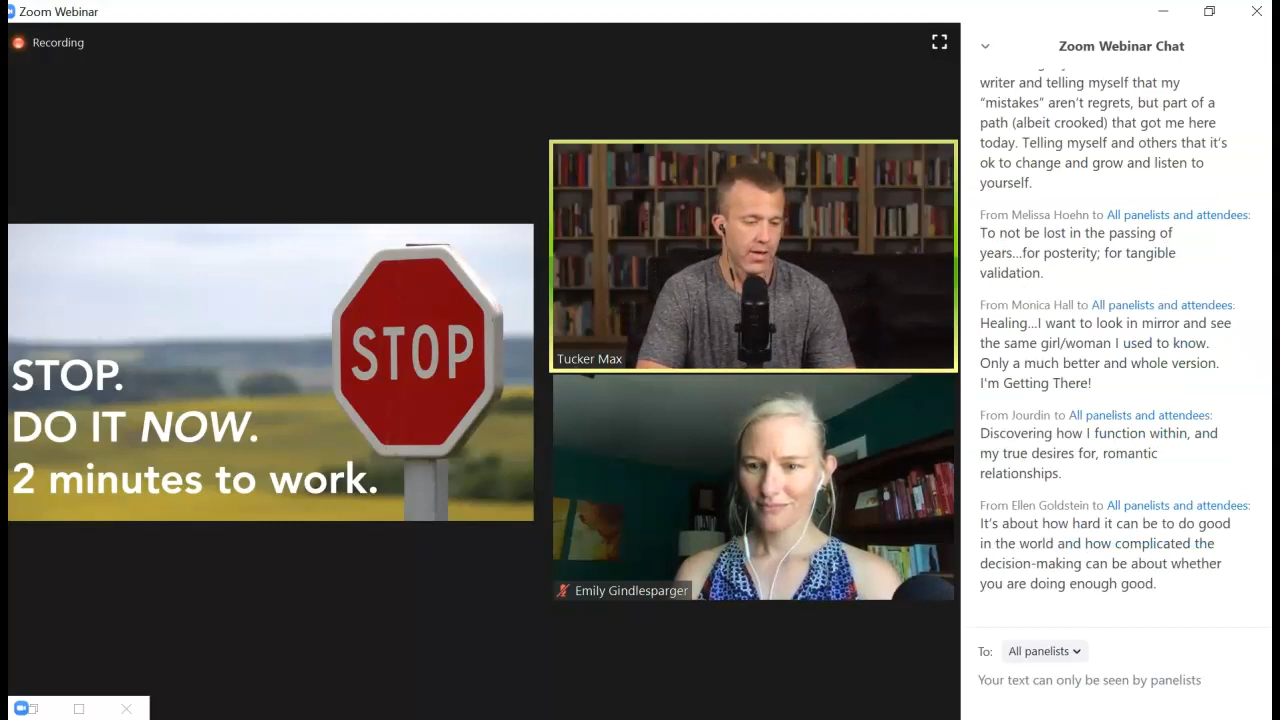 Zoom Webinar
Recording
STOP
STOP.
DO IT NOW.
2 minutes to work.
Tucker Max
Emily Gindlesparger
Zoom Webinar Chat
writer and telling myself that my
“mistakes” aren’t regrets, but part of a
path (albeit crooked) that got me here
today. Telling myself and others that it’s
ok to change and grow and listen to
yourself.
From Melissa Hoehn to All panelists and attendees:
To not be lost in the passing of
years...for posterity; for tangible
validation.
From Monica Hall to All panelists and attendees:
Healing...I want to look in mirror and see
the same girl/woman I used to know.
Only a much better and whole version.
I'm Getting There!
From Jourdin to All panelists and attendees:
Discovering how I function within, and
my true desires for, romantic
relationships.
From Ellen Goldstein to All panelists and attendees:
It’s about how hard it can be to do good
in the world and how complicated the
decision-making can be about whether
you are doing enough good.
To: All panelists
Your text can only be seen by panelists